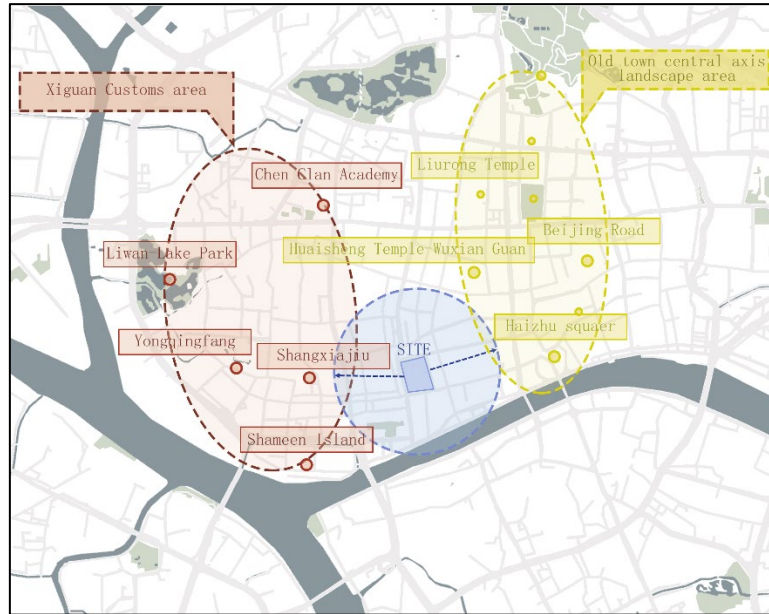 Old town central axis
landscape area
Xiguan Customs area
Chen Clan Academy
Liurong Temple
Beijing Road
Liwan Lake Park
Huaisheng Temple-Wuxian Guan
Yongqingfang
Shangxiajiu
SITE
Haizhu squaer
Shameen Island